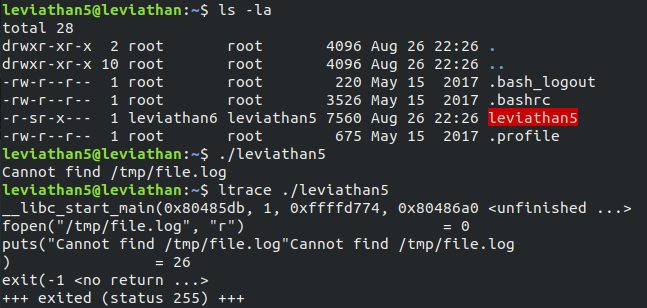 leviathan5@leviathan:~$ ls -la
total 28
drwxr-xr-x  2 root       root       4096 Aug 26 22:26 .
drwxr-xr-x 10 root       root       4096 Aug 26 22:26 ..
-rw-r--r--  1 root       root        220 May 15  2017 .bash_logout
-rw-r--r--  1 root       root       3526 May 15  2017 .bashrc
-r-sr-x---  1 leviathan6 leviathan5 7560 Aug 26 22:26 leviathan5
-rw-r--r--  1 root       root        675 May 15  2017 .profile
leviathan5@leviathan:~$ ./leviathan5
Cannot find /tmp/file.log
leviathan5@leviathan:~$ ltrace ./leviathan5
__libc_start_main(0x80485db, 1, 0xffffd774, 0x80486a0 <unfinished ...>
fopen("/tmp/file.log", "r")                      = 0
puts("Cannot find /tmp/file.log"Cannot find /tmp/file.log
)               = 26
exit(-1 <no return ...>
+++ exited (status 255) +++